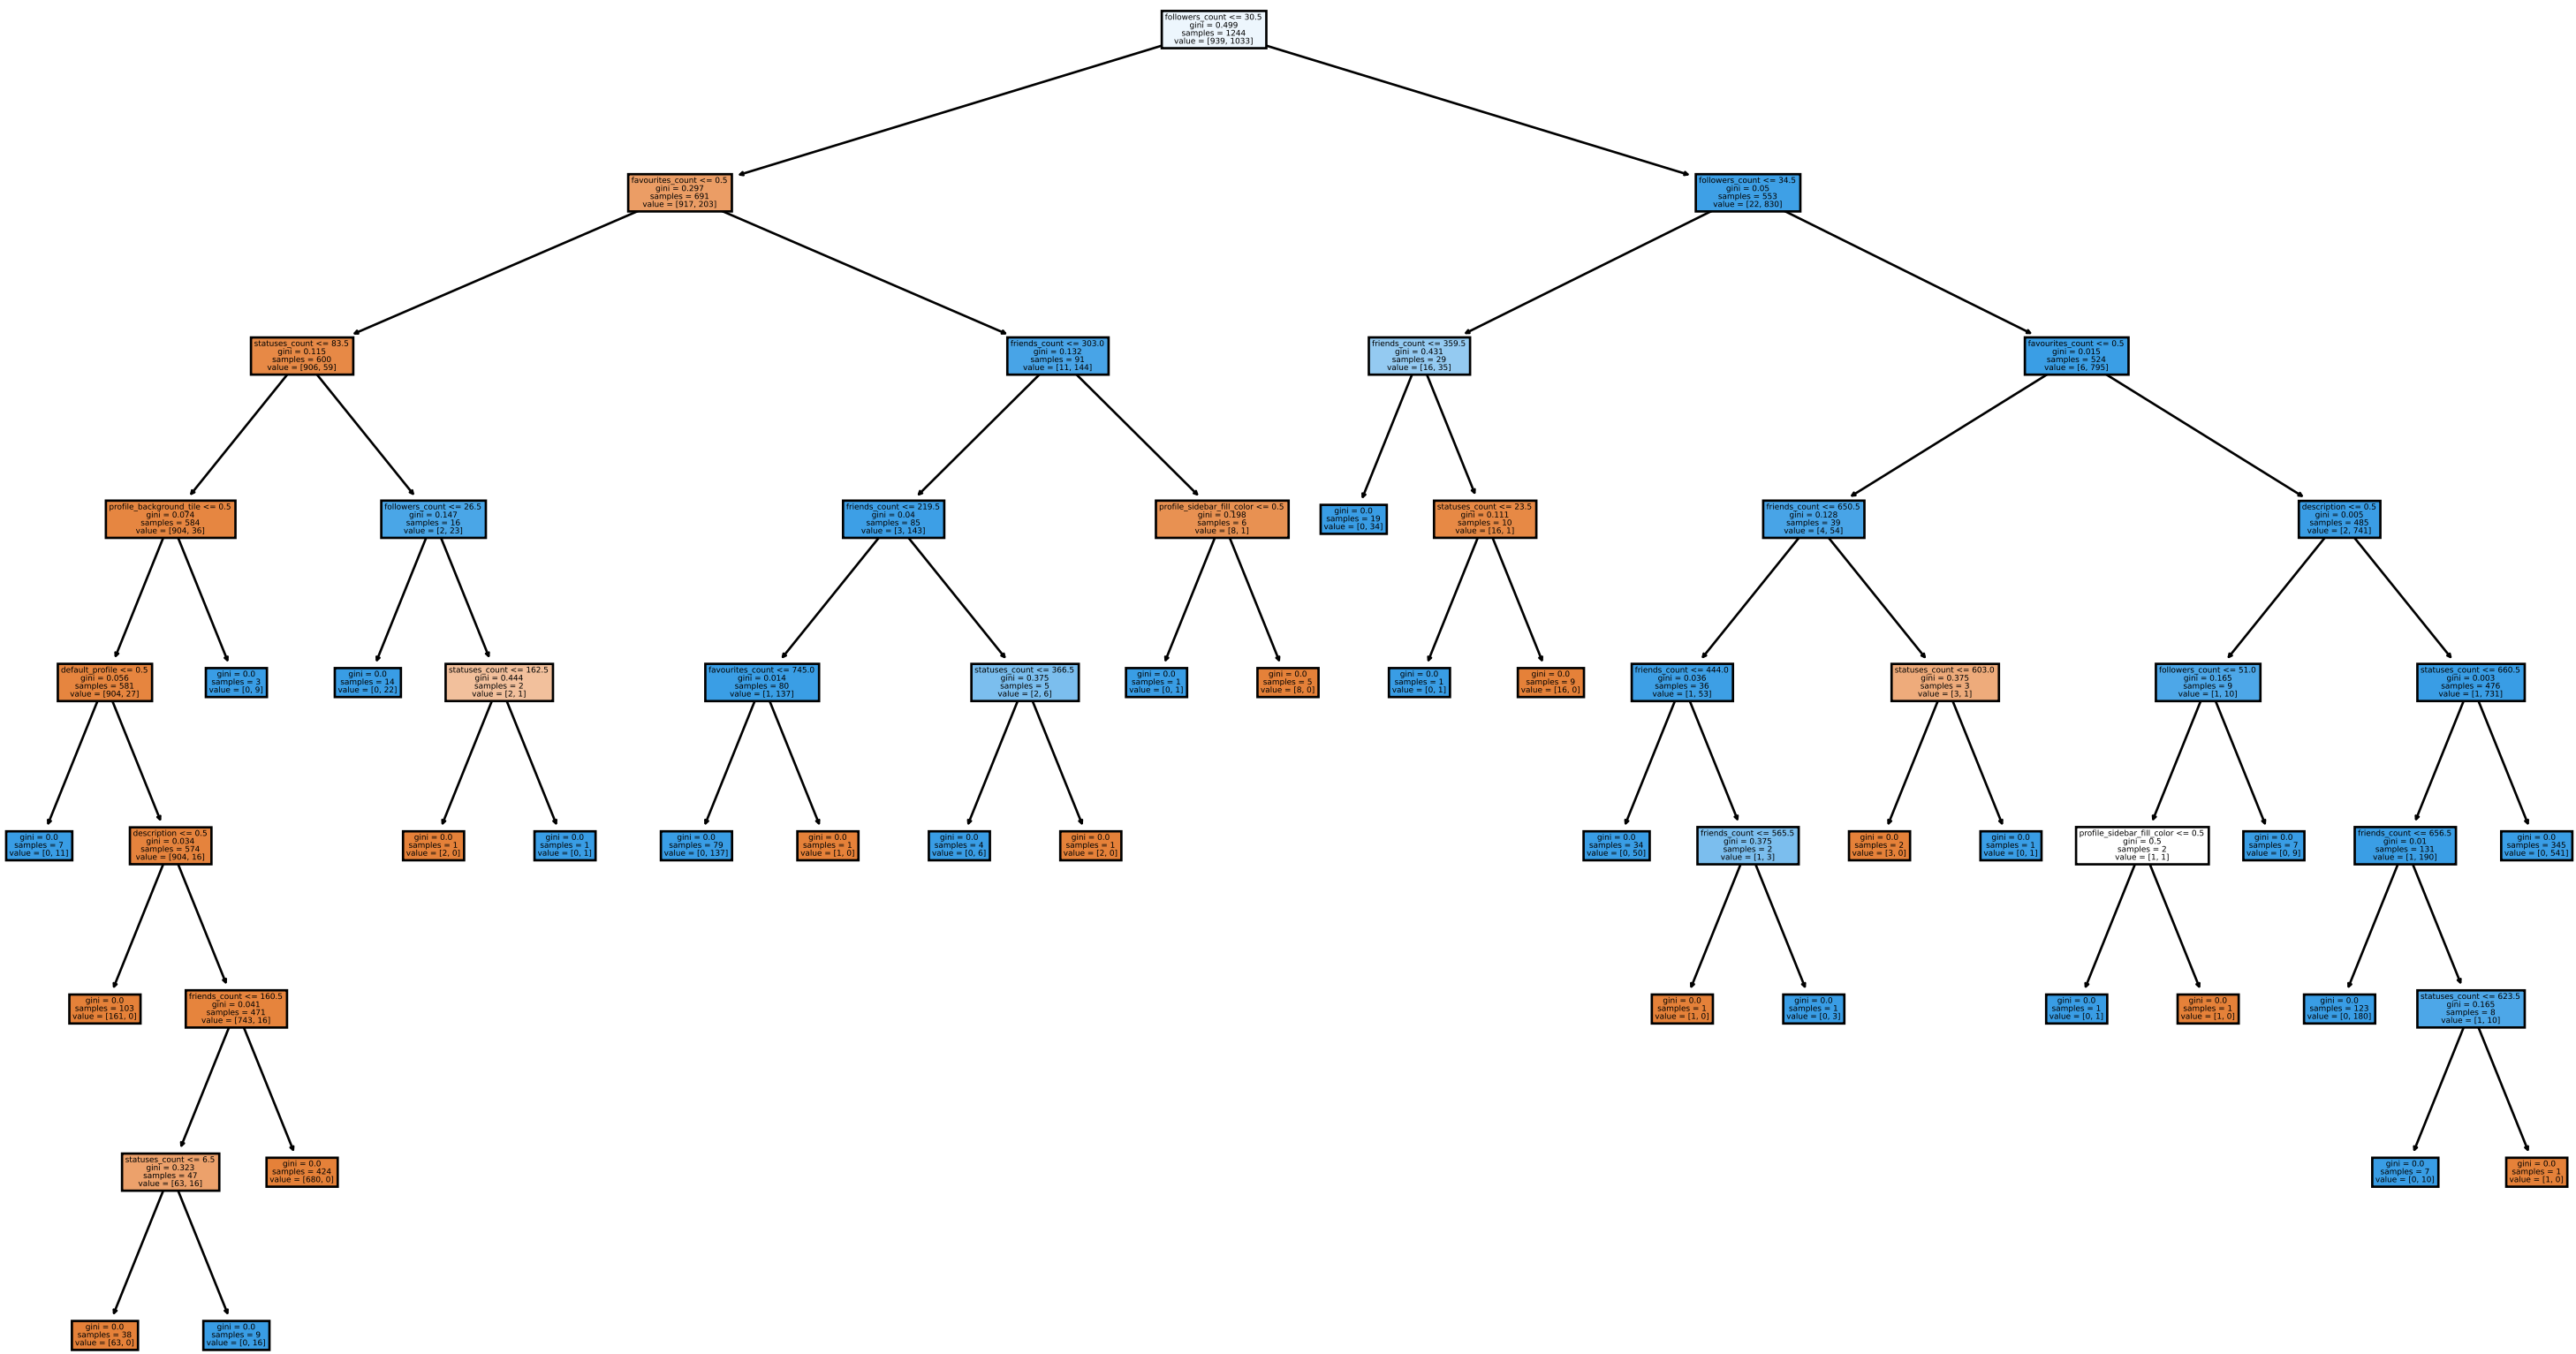 followers_count <= 30.5
gini = 0.499
samples = 1244
value = [939, 1033]
favourites_count <= 0.5
gini = 0.297
samples = 691
value = [917, 203]
followers_count <= 34.5
gini = 0.05
samples = 553
value = [22, 830]
statuses_count <= 83.5
gini = 0.115
samples = 600
value = [906, 59]
friends_count <= 303.0
gini = 0.132
samples = 91
value = [11, 144]
friends_count <= 359.5
gini = 0.431
samples = 29
value = [16, 35]
favourites_count <= 0.5
gini = 0.015
samples = 524
value = [6, 795]
profile_background_tile <= 0.5
gini = 0.074
samples = 584
value = [904, 36]
followers_count <= 26.5
gini = 0.147
samples = 16
value = [2, 23]
friends_count <= 219.5
gini = 0.04
samples = 85
value = [3, 143]
profile_sidebar_fill_color <= 0.5
gini = 0.198
samples = 6
value = [8, 1]
gini = 0.0
samples = 19
value = [0, 34]
statuses_count <= 23.5
gini = 0.111
samples = 10
value = [16, 1]
friends_count <= 650.5
gini = 0.128
samples = 39
value = [4, 54]
description <= 0.5
gini = 0.005
samples = 485
value = [2, 741]
default_profile <= 0.5
gini = 0.056
samples = 581
value = [904, 27]
gini = 0.0
samples = 3
value = [0, 9]
gini = 0.0
samples = 14
value = [0, 22]
statuses_count <= 162.5
gini = 0.444
samples = 2
value = [2, 1]
favourites_count <= 745.0
gini = 0.014
samples = 80
value = [1, 137]
statuses_count <= 366.5
gini = 0.375
samples = 5
value = [2, 6]
gini = 0.0
samples = 1
value = [0, 1]
gini = 0.0
samples = 5
value = [8, 0]
gini = 0.0
samples = 1
value = [0, 1]
gini = 0.0
samples = 9
value = [16, 0]
friends_count <= 444.0
gini = 0.036
samples = 36
value = [1, 53]
statuses_count <= 603.0
gini = 0.375
samples = 3
value = [3, 1]
followers_count <= 51.0
gini = 0.165
samples = 9
value = [1, 10]
statuses_count <= 660.5
gini = 0.003
samples = 476
value = [1, 731]
gini = 0.0
samples = 7
value = [0, 11]
description <= 0.5
gini = 0.034
samples = 574
value = [904, 16]
gini = 0.0
samples = 1
value = [2, 0]
gini = 0.0
samples = 1
value = [0, 1]
gini = 0.0
samples = 79
value = [0, 137]
gini = 0.0
samples = 1
value = [1, 0]
gini = 0.0
samples = 4
value = [0, 6]
gini = 0.0
samples = 1
value = [2, 0]
gini = 0.0
samples = 34
value = [0, 50]
friends_count <= 565.5
gini = 0.375
samples = 2
value = [1, 3]
gini = 0.0
samples = 2
value = [3, 0]
gini = 0.0
samples = 1
value = [0, 1]
profile_sidebar_fill_color <= 0.5
gini = 0.5
samples = 2
value = [1, 1]
gini = 0.0
samples = 7
value = [0, 9]
friends_count <= 656.5
gini = 0.01
samples = 131
value = [1, 190]
gini = 0.0
samples = 345
value = [0, 541]
gini = 0.0
samples = 103
value = [161, 0]
friends_count <= 160.5
gini = 0.041
samples = 471
value = [743, 16]
gini = 0.0
samples = 1
value = [1, 0]
gini = 0.0
samples = 1
value = [0, 3]
gini = 0.0
samples = 1
value = [0, 1]
gini = 0.0
samples = 1
value = [1, 0]
gini = 0.0
samples = 123
value = [0, 180]
statuses_count <= 623.5
gini = 0.165
samples = 8
value = [1, 10]
statuses_count <= 6.5
gini = 0.323
samples = 47
value = [63, 16]
gini = 0.0
samples = 424
value = [680, 0]
gini = 0.0
samples = 7
value = [0, 10]
gini = 0.0
samples = 1
value = [1, 0]
gini = 0.0
samples = 38
value = [63, 0]
gini = 0.0
samples = 9
value = [0, 16]